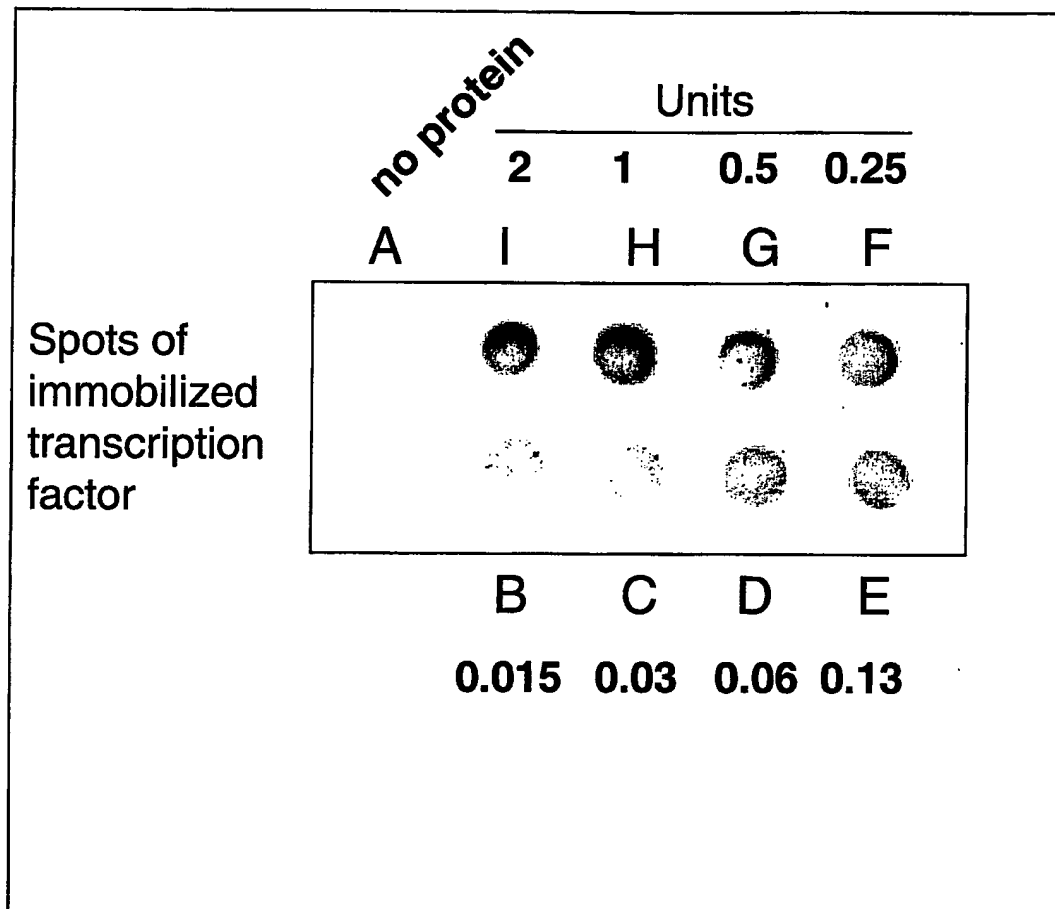 no protein
Units
2 1 0.5 0.25
A I H G F
Spots of
immobilized
transcription
factor
B C D E
0.015 0.03 0.06 0.13